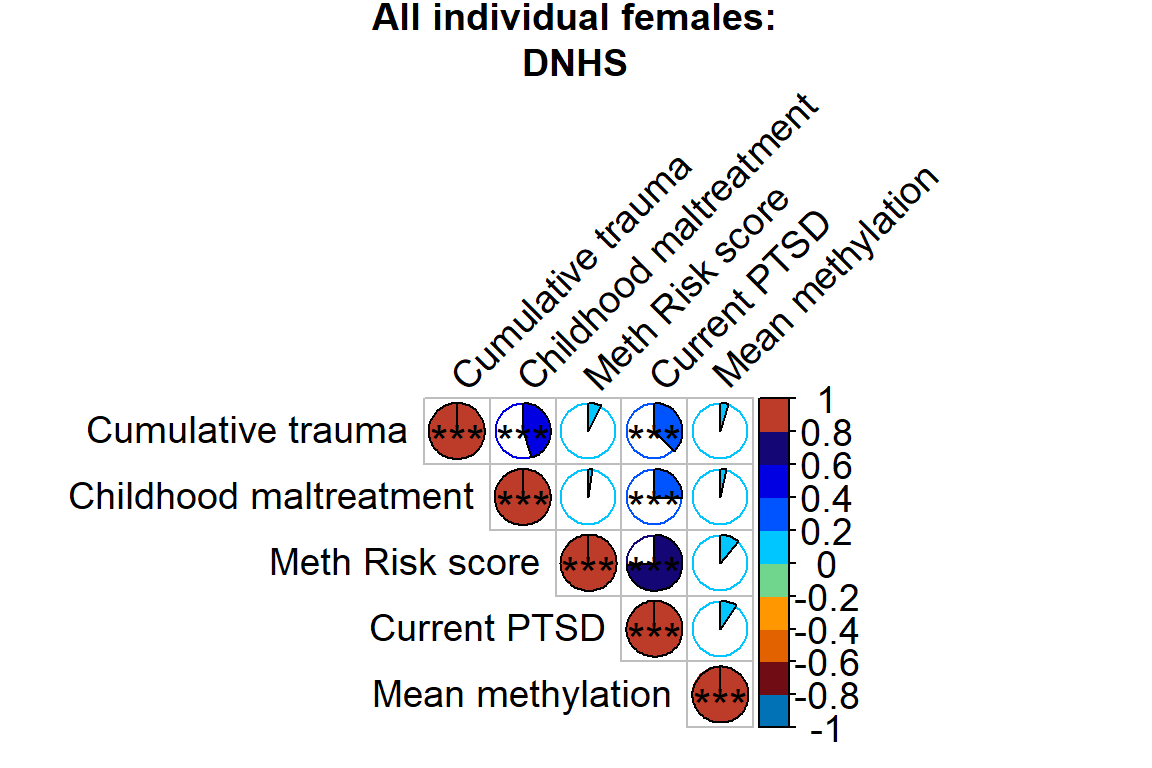 All individual females:
DNHS
Cumulative trauma
Childhood maltreatment
Meth Risk score
Current PTSD
Mean methylation
Cumulative trauma
*** *** ***
Childhood maltreatment
*** ***
Meth Risk score
*** ***
Current PTSD
***
Mean methylation
***
1
0.8
0.6
0.4
0.2
0
-0.2
-0.4
-0.6
-0.8
-1